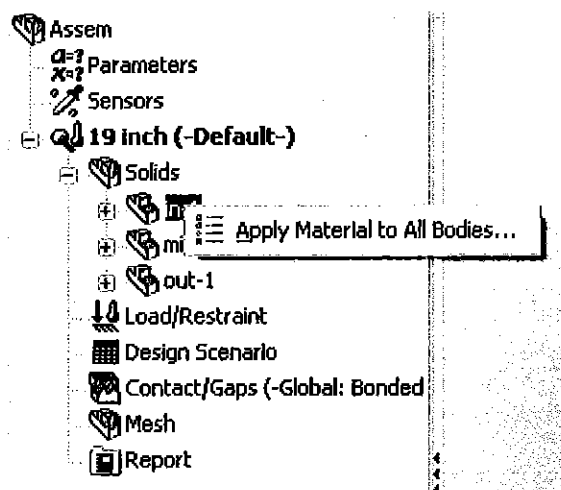 Assem
a=?
x=?
Parameters
Sensors
19 inch (-Default-)
Solids
Apply Material to All Bodies...
out-1
Load/Restraint
Design Scenario
Contact/Gaps (-Global: Bonded
Mesh
Report